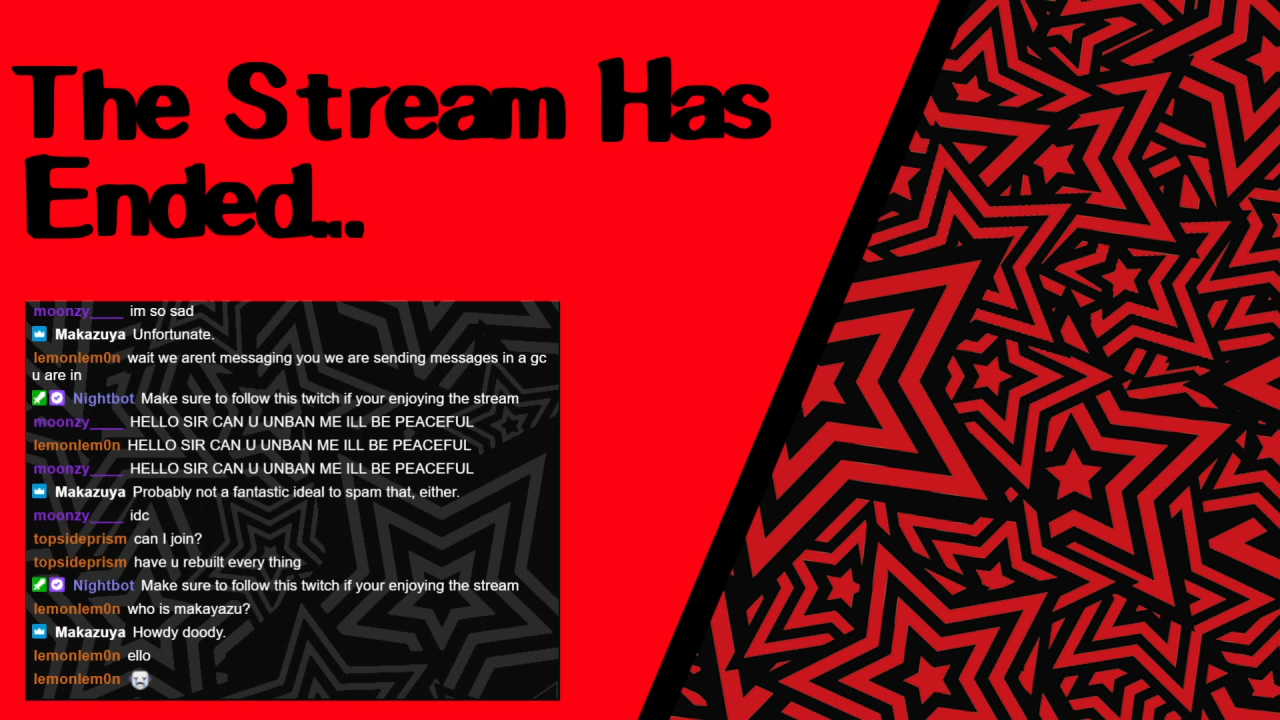 The Stream Has
Ended...
moonzy____ im so sad
Makazuya Unfortunate.
lemonlem0n wait we arent messaging you we are sending messages in a gc
u are in
Nightbot Make sure to follow this twitch if your enjoying the stream
moonzy____ HELLO SIR CAN U UNBAN ME ILL BE PEACEFUL
lemonlem0n HELLO SIR CAN U UNBAN ME ILL BE PEACEFUL
moonzy____ HELLO SIR CAN U UNBAN ME ILL BE PEACEFUL
Makazuya Probably not a fantastic ideal to spam that, either.
moonzy____ idc
topsideprism can I join?
topsideprism have u rebuilt every thing
Nightbot Make sure to follow this twitch if your enjoying the stream
lemonlem0n who is makayazu?
Makazuya Howdy doody.
lemonlem0n ello
lemonlem0n